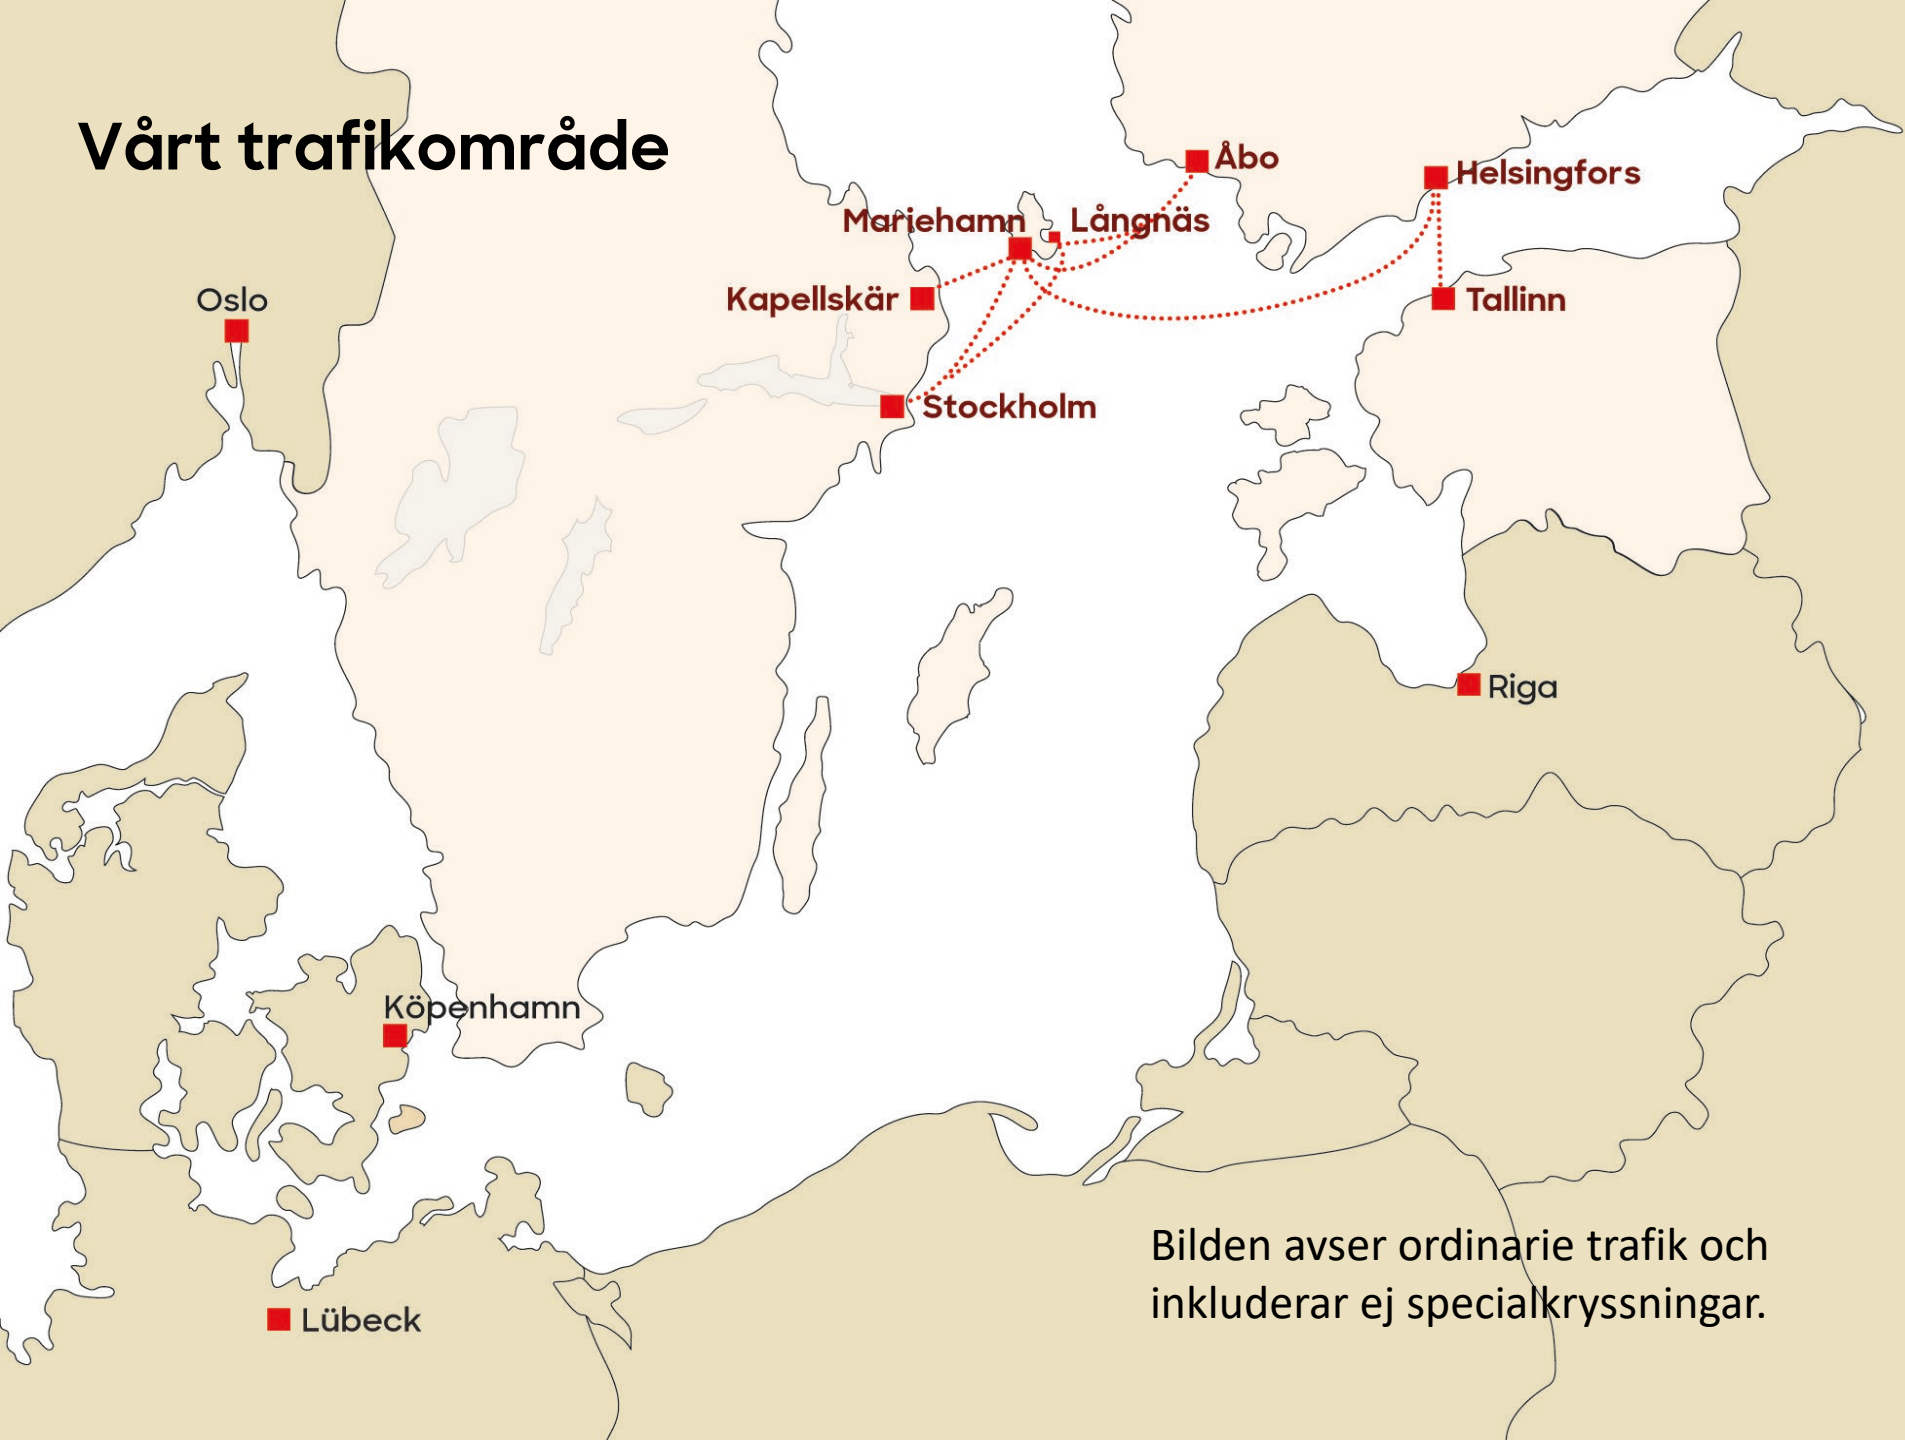 Vårt trafikområde
Åbo
Helsingfors
Mariehamn
Långnäs
Kapellskär
Tallinn
Oslo
Stockholm
Riga
Köpenhamn
Bilden avser ordinarie trafik och
inkluderar ej specialkryssningar.
Lübeck